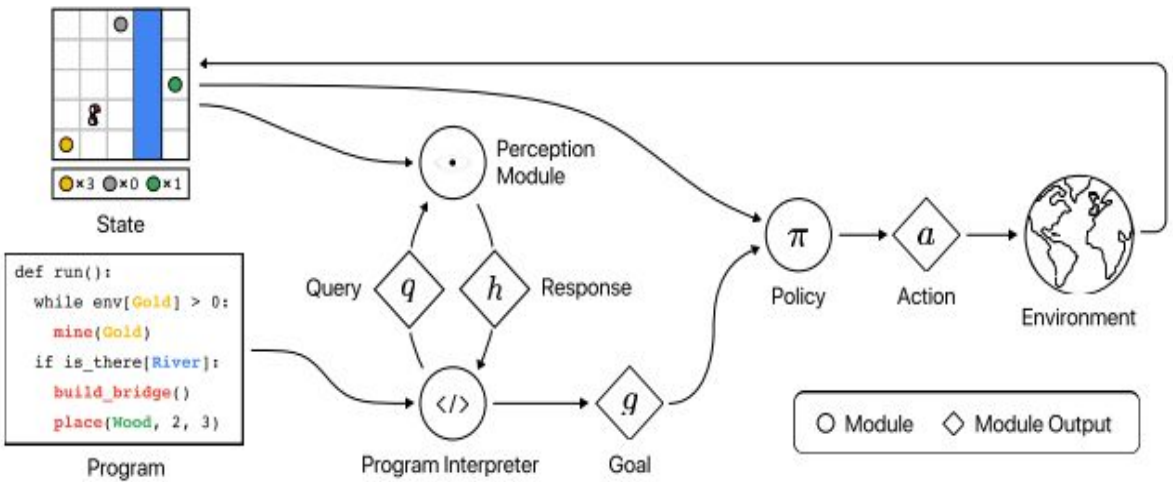 ×3 ×0 ×1
State
def run():
while env[Gold] > 0:
mine(Gold)
if is_there[River]:
build_bridge()
place(Wood, 2, 3)
Program
Perception
Module
Query
q
h
Response
</>
Program Interpreter
g
Goal
π
Policy
a
Action
Environment
Module
Module Output